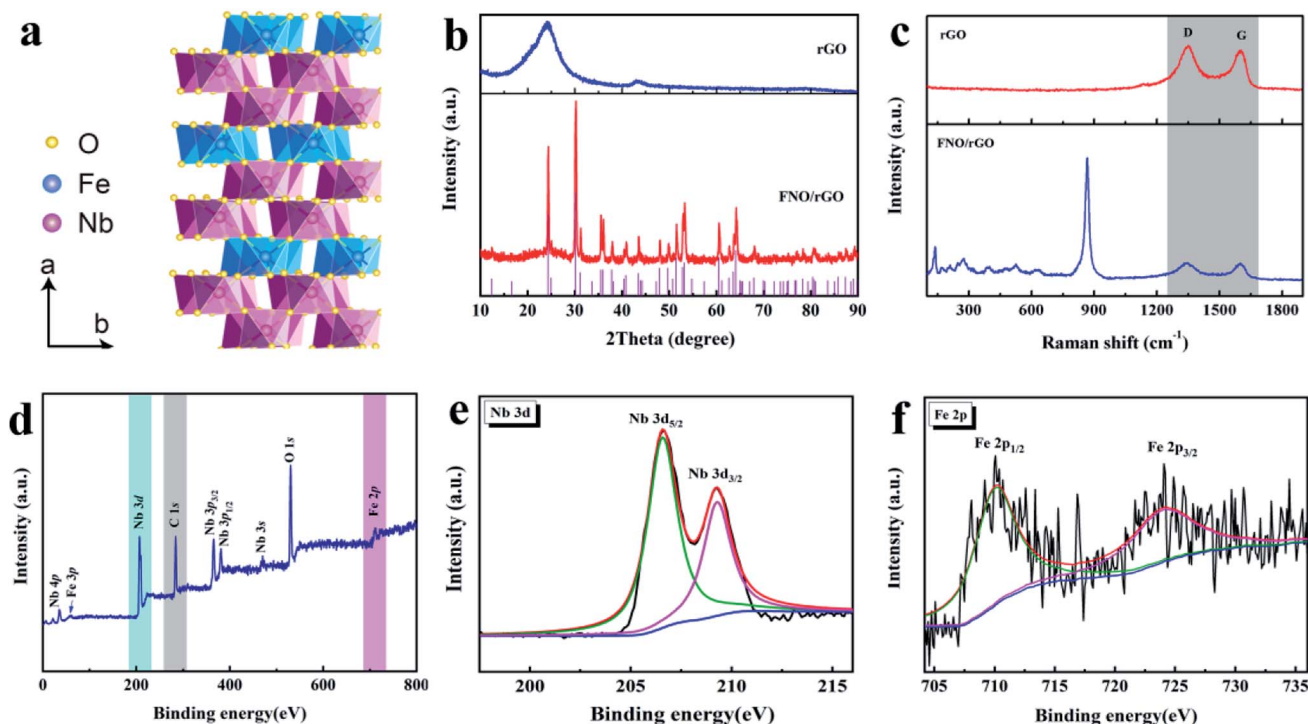 a
O
Fe
Nb
a
b
b
rGO
FNO/rGO
Intensity (a.u.)
10 20 30 40 50 60 70 80 90
2Theta (degree)
c
rGO
D G
FNO/rGO
Intensity (a.u.)
300 600 900 1200 1500 1800
Raman shift (cm-1)
d
Nb 4p
Fe 3p
Nb 3d
C 1s
Nb 3p3/2
Nb 3p1/2
Nb 3s
O 1s
Fe 2p
Intensity (a.u.)
0 200 400 600 800
Binding energy(eV)
e
Nb 3d
Nb 3d5/2
Nb 3d3/2
Intensity (a.u.)
200 205 210 215
Binding energy(eV)
f
Fe 2p
Fe 2p1/2
Fe 2p3/2
Intensity (a.u.)
705 710 715 720 725 730 735
Binding energy(eV)